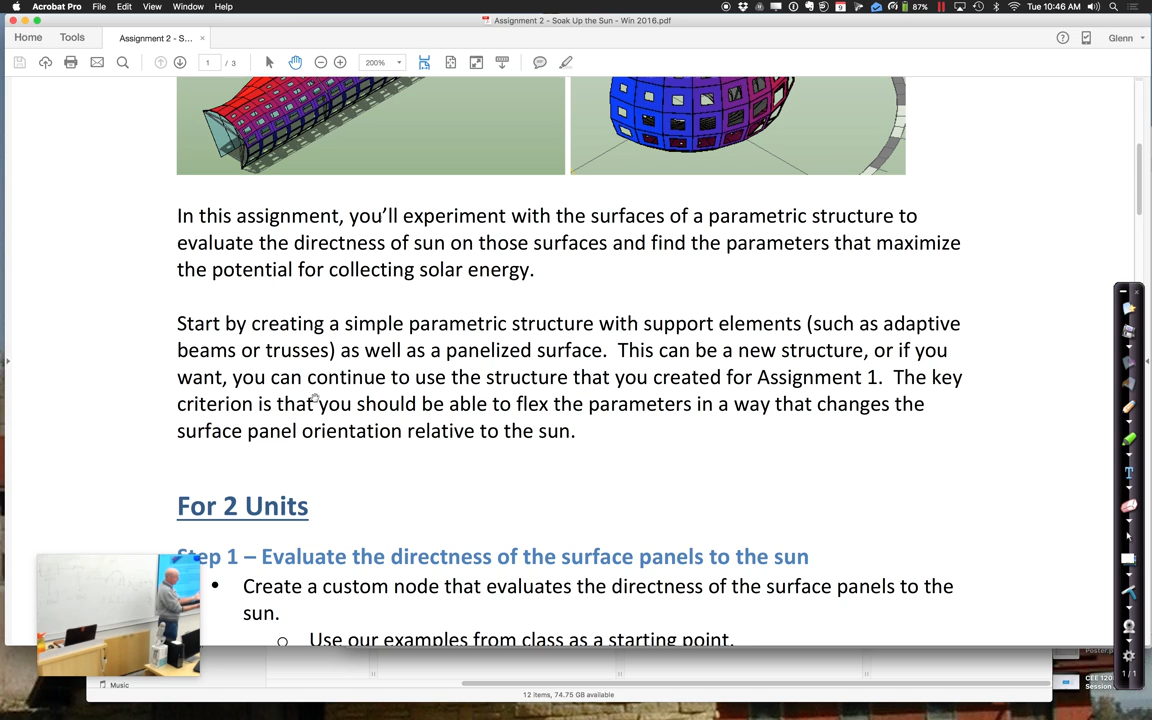 Acrobat Pro File Edit View Window Help 9 87% Tue 10:46 AM
Assignment 2 - Soak Up the Sun - Win 2016.pdf
Home Tools Assignment 2 - S... × Glenn
1 / 3 200%
In this assignment, you’ll experiment with the surfaces of a parametric structure to
evaluate the directness of sun on those surfaces and find the parameters that maximize
the potential for collecting solar energy.
Start by creating a simple parametric structure with support elements (such as adaptive
beams or trusses) as well as a panelized surface. This can be a new structure, or if you
want, you can continue to use the structure that you created for Assignment 1. The key
criterion is that you should be able to flex the parameters in a way that changes the
surface panel orientation relative to the sun.
For 2 Units
Step 1 – Evaluate the directness of the surface panels to the sun
• Create a custom node that evaluates the directness of the surface panels to the
sun.
o Use our examples from class as a starting point.
Poster.p
Music
CEE 120
Session
12 items, 74.75 GB available
1 / 1